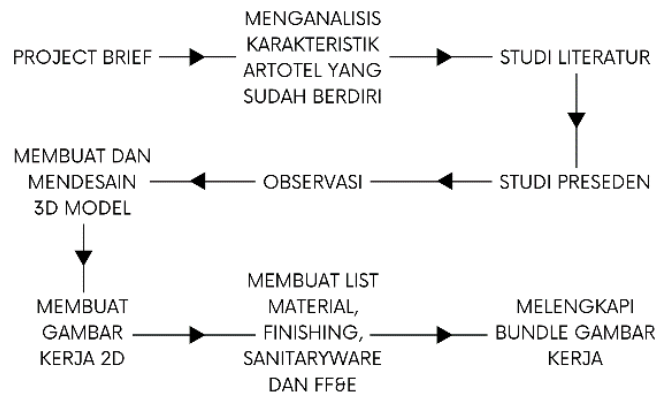 PROJECT BRIEF
MENGANALISIS
KARAKTERISTIK
ARTOTEL YANG
SUDAH BERDIRI
STUDI LITERATUR
STUDI PRESEDEN
OBSERVASI
MEMBUAT DAN
MENDESAIN
3D MODEL
MEMBUAT
GAMBAR
KERJA 2D
MEMBUAT LIST
MATERIAL,
FINISHING,
SANITARYWARE
DAN FF&E
MELENGKAPI
BUNDLE GAMBAR
KERJA